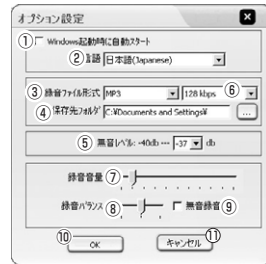 オプション設定
① Windows起動時に自動スタート
② 言語 日本語(Japanese)
③ 録音ファイル形式 MP3 128 kbps ⑥
④ 保存先フォルダ C:¥Documents and Settings¥ ...
⑤ 無音レベル: -40db --- -37 db
録音音量 ⑦
録音バランス ⑧ 無音録音 ⑨
⑩ OK キャンセル ⑪